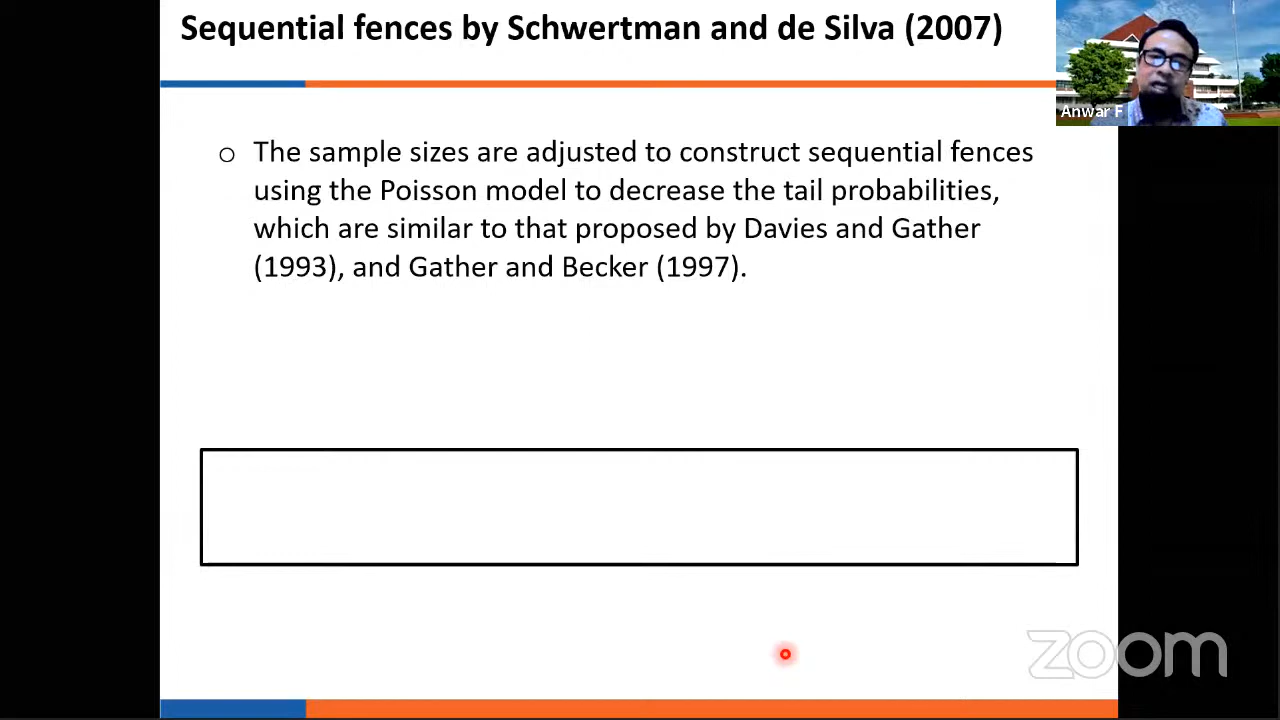 Sequential fences by Schwertman and de Silva (2007)
Anwar F
o The sample sizes are adjusted to construct sequential fences
using the Poisson model to decrease the tail probabilities,
which are similar to that proposed by Davies and Gather
(1993), and Gather and Becker (1997).
zoom